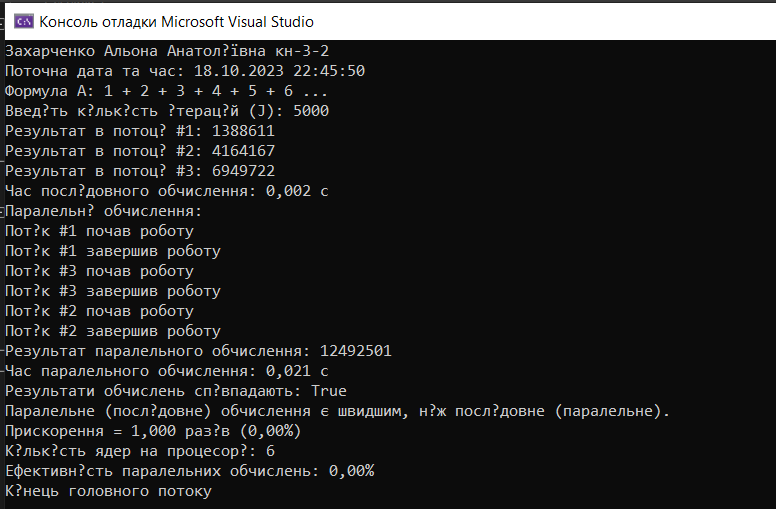 Консоль отладки Microsoft Visual Studio
Захарченко Альона Анатол?ївна кн-3-2
Поточна дата та час: 18.10.2023 22:45:50
Формула А: 1 + 2 + 3 + 4 + 5 + 6 ...
Введ?ть к?льк?сть ?терац?й (J): 5000
Результат в потоц? #1: 1388611
Результат в потоц? #2: 4164167
Результат в потоц? #3: 6949722
Час посл?довного обчислення: 0,002 с
Паралельн? обчислення:
Пот?к #1 почав роботу
Пот?к #1 завершив роботу
Пот?к #3 почав роботу
Пот?к #3 завершив роботу
Пот?к #2 почав роботу
Пот?к #2 завершив роботу
Результат паралельного обчислення: 12492501
Час паралельного обчислення: 0,021 с
Результати обчислень сп?впадають: True
Паралельне (посл?довне) обчислення є швидшим, н?ж посл?довне (паралельне).
Прискорення = 1,000 раз?в (0,00%)
К?льк?сть ядер на процесор?: 6
Ефективн?сть паралельних обчислень: 0,00%
К?нець головного потоку